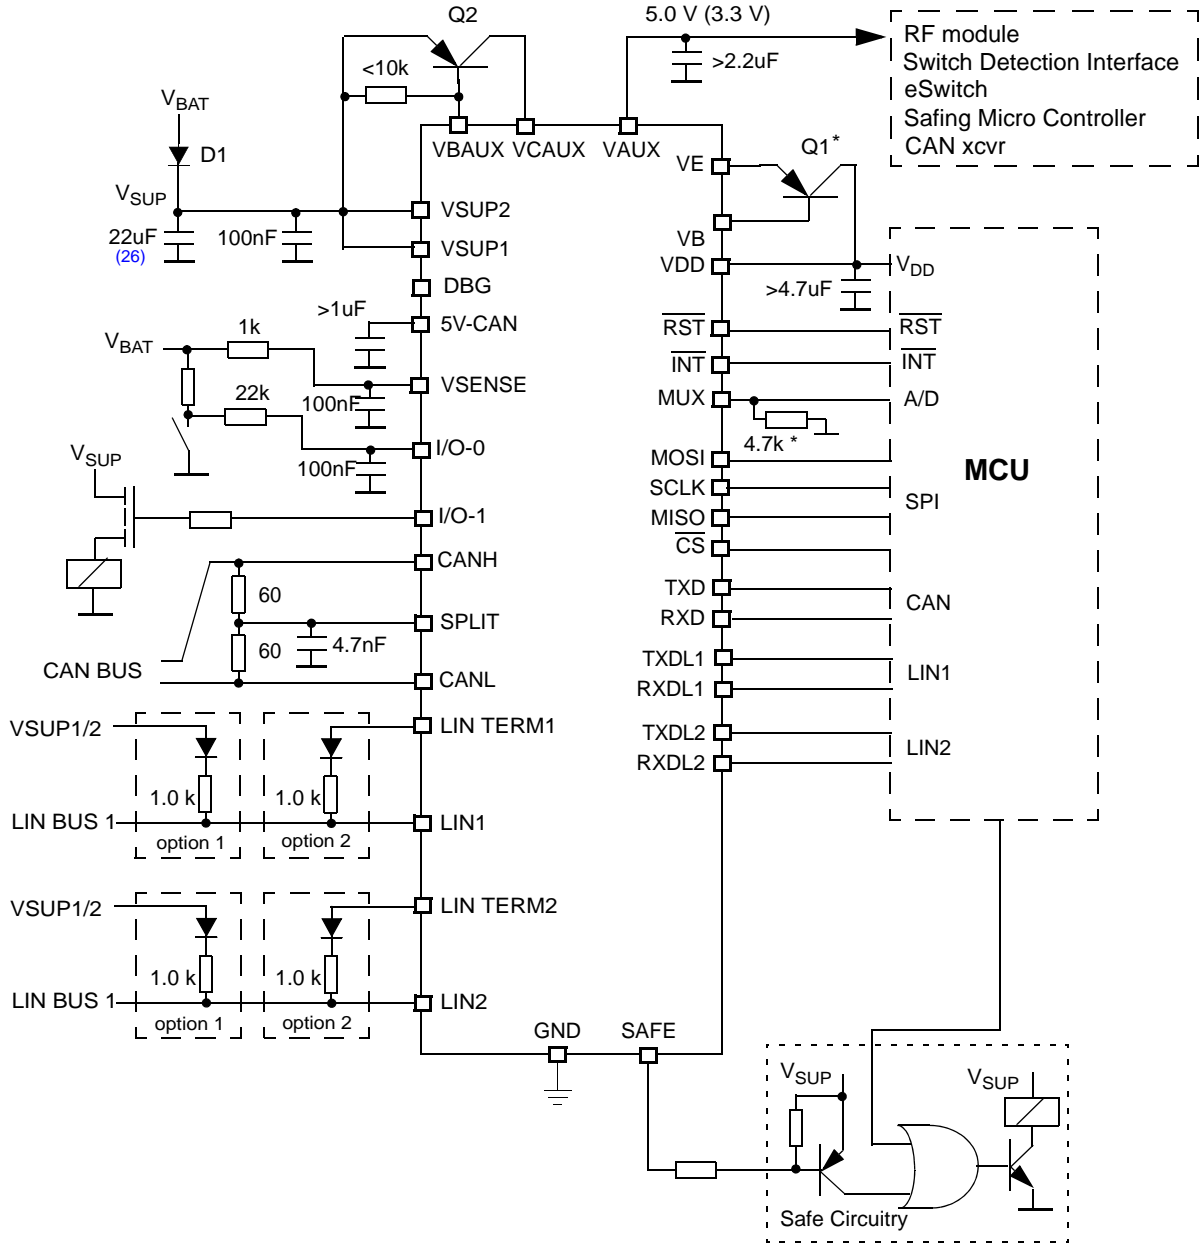 Q2
5.0 V (3.3 V)
RF module
Switch Detection Interface
eSwitch
Safing Micro Controller
CAN xcvr
>2.2uF
<10k
VBAT
D1
VBAUX
VCAUX
VAUX
Q1*
VE
VSUP
VSUP2
22uF
(26)
100nF
VSUP1
VB
VDD
VDD
DBG
>4.7uF
>1uF
5V-CAN
RST
RST
VBAT
1k
INT
INT
VSENSE
MUX
A/D
22k
100nF
4.7k *
I/O-0
VSUP
100nF
MOSI
MCU
SCLK
SPI
I/O-1
MISO
CS
CANH
TXD
60
CAN
SPLIT
RXD
60
4.7nF
CAN BUS
CANL
TXDL1
LIN1
RXDL1
VSUP1/2
LIN TERM1
TXDL2
LIN2
RXDL2
1.0 k
1.0 k
LIN BUS 1
LIN1
option 1
option 2
VSUP1/2
LIN TERM2
1.0 k
1.0 k
LIN BUS 1
LIN2
option 1
option 2
GND
SAFE
VSUP
VSUP
Safe Circuitry